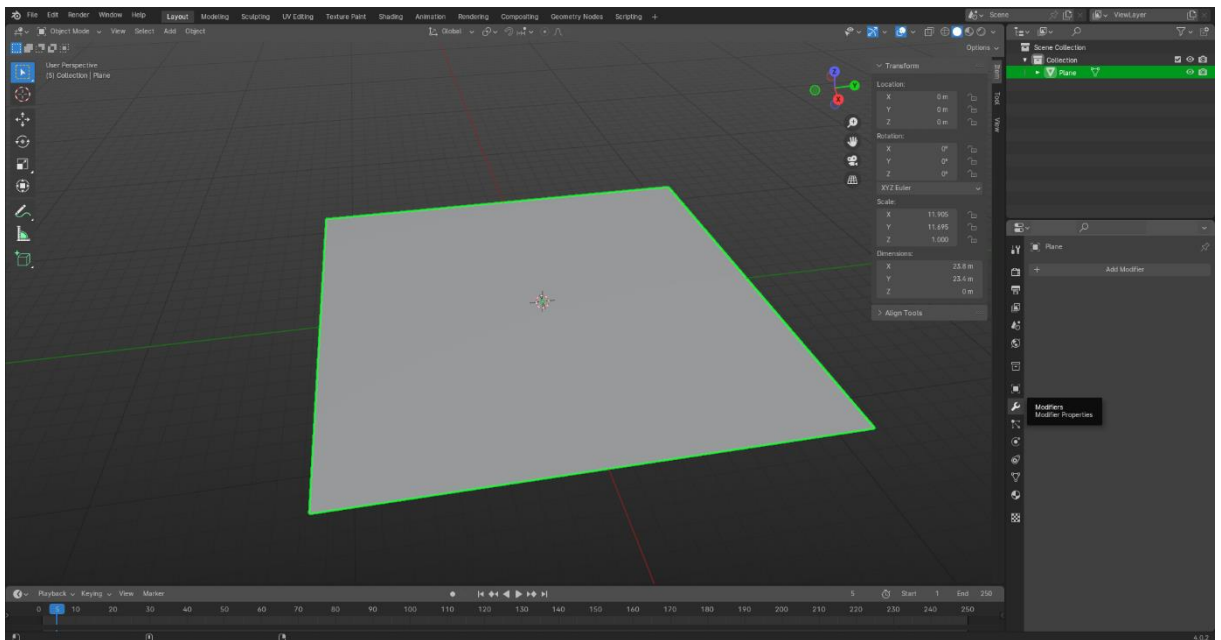 File Edit Render Window Help Layout Modeling Sculpting UV Editing Texture Paint Shading Animation Rendering Compositing Geometry Nodes Scripting + Scene ViewLayer
Object Mode View Select Add Object Global
Options
User Perspective
(5) Collection | Plane
Z
Y
X
Transform
Location:
X 0 m
Y 0 m
Z 0 m
Rotation:
X 0°
Y 0°
Z 0°
XYZ Euler
Scale:
X 11.905
Y 11.695
Z 1.000
Dimensions:
X 23.8 m
Y 23.4 m
Z 0 m
Align Tools
Item
Tool
View
Scene Collection
Collection
Plane
Plane
+ Add Modifier
Modifiers
Modifier Properties
Playback Keying View Marker 5 Start 1 End 250
0 5 10 20 30 40 50 60 70 80 90 100 110 120 130 140 150 160 170 180 190 200 210 220 230 240 250
4.0.2